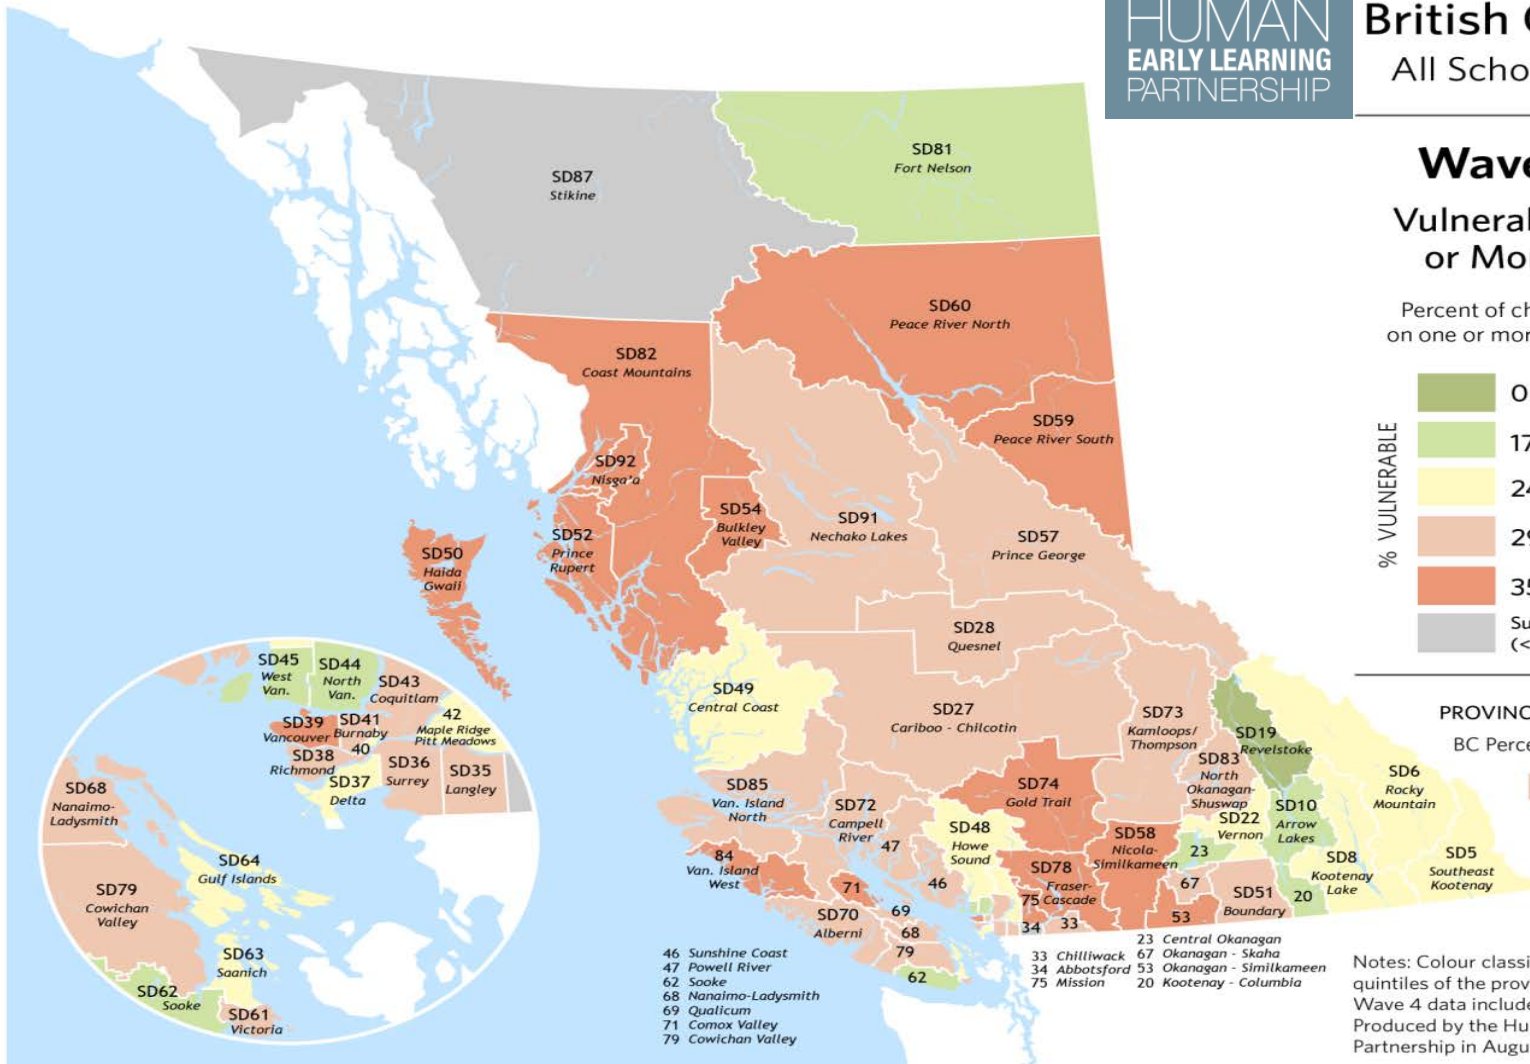 HUMAN
EARLY LEARNING
PARTNERSHIP
British
All Scho
Wave
Vulneral
or Mo
Percent of ch
on one or mor
% VULNERABLE
0
17
24
29
35
Su
(<
PROVINC
BC Perce
Notes: Colour classi
quintiles of the prov
Wave 4 data include
Produced by the Hu
Partnership in Augu
SD87
Stikine
SD81
Fort Nelson
SD60
Peace River North
SD82
Coast Mountains
SD59
Peace River South
SD92
Nisga'a
SD54
Bulkley
Valley
SD91
Nechako Lakes
SD52
Prince
Rupert
SD57
Prince George
SD50
Haida
Gwaii
SD28
Quesnel
SD49
Central Coast
SD27
Cariboo - Chilcotin
SD73
Kamloops/
Thompson
SD19
Revelstoke
SD83
North
Okanagan-
Shuswap
SD6
Rocky
Mountain
SD85
Van. Island
North
SD74
Gold Trail
SD72
Campell
River
SD10
Arrow
Lakes
SD22
Vernon
SD48
Howe
Sound
SD58
Nicola-
Similkameen
47
23
84
Van. Island
West
SD78
Fraser-
Cascade
SD8
Kootenay
Lake
SD5
Southeast
Kootenay
71
46
67
SD51
Boundary
20
75
SD70
Alberni
69
68
34
33
53
79
62
SD45
West
Van.
SD44
North
Van.
SD43
Coquitlam
42
Maple Ridge
Pitt Meadows
SD39
Vancouver
SD41
Burnaby
40
SD38
Richmond
SD36
Surrey
SD35
Langley
SD37
Delta
SD68
Nanaimo-
Ladysmith
SD64
Gulf Islands
SD79
Cowichan
Valley
SD63
Saanich
SD62
Sooke
SD61
Victoria
46 Sunshine Coast
47 Powell River
62 Sooke
68 Nanaimo-Ladysmith
69 Qualicum
71 Comox Valley
79 Cowichan Valley
33 Chilliwack
34 Abbotsford
75 Mission
23 Central Okanagan
67 Okanagan - Skaha
53 Okanagan - Similkameen
20 Kootenay - Columbia